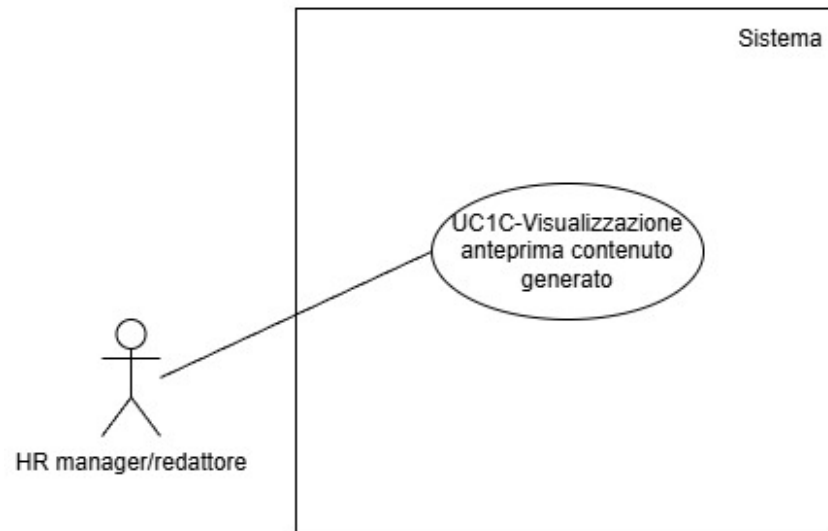 Sistema
UC1C-Visualizzazione
anteprima contenuto
generato
HR manager/redattore